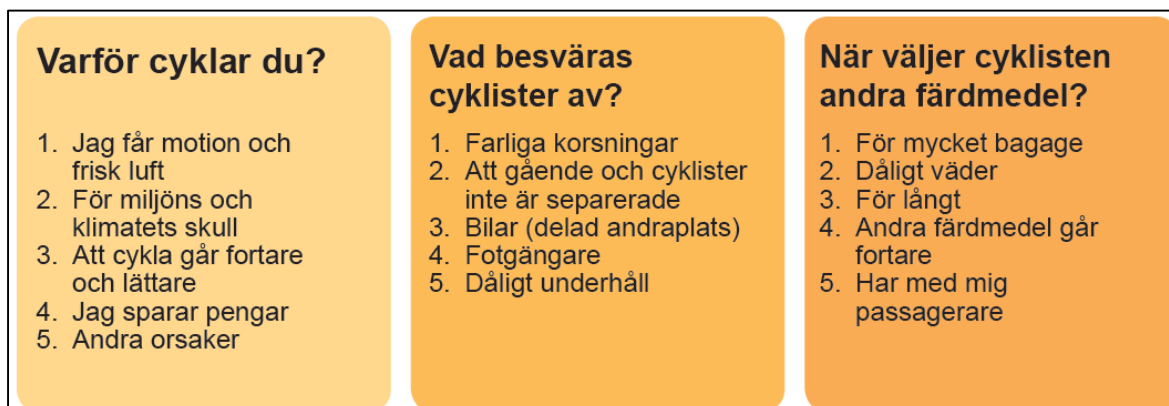 Varför cyklar du?
1. Jag får motion och
frisk luft
2. För miljöns och
klimatets skull
3. Att cykla går fortare
och lättare
4. Jag sparar pengar
5. Andra orsaker
Vad besväras
cyklister av?
1. Farliga korsningar
2. Att gående och cyklister
inte är separerade
3. Bilar (delad andraplats)
4. Fotgängare
5. Dåligt underhåll
När väljer cyklisten
andra färdmedel?
1. För mycket bagage
2. Dåligt väder
3. För långt
4. Andra färdmedel går
fortare
5. Har med mig
passagerare